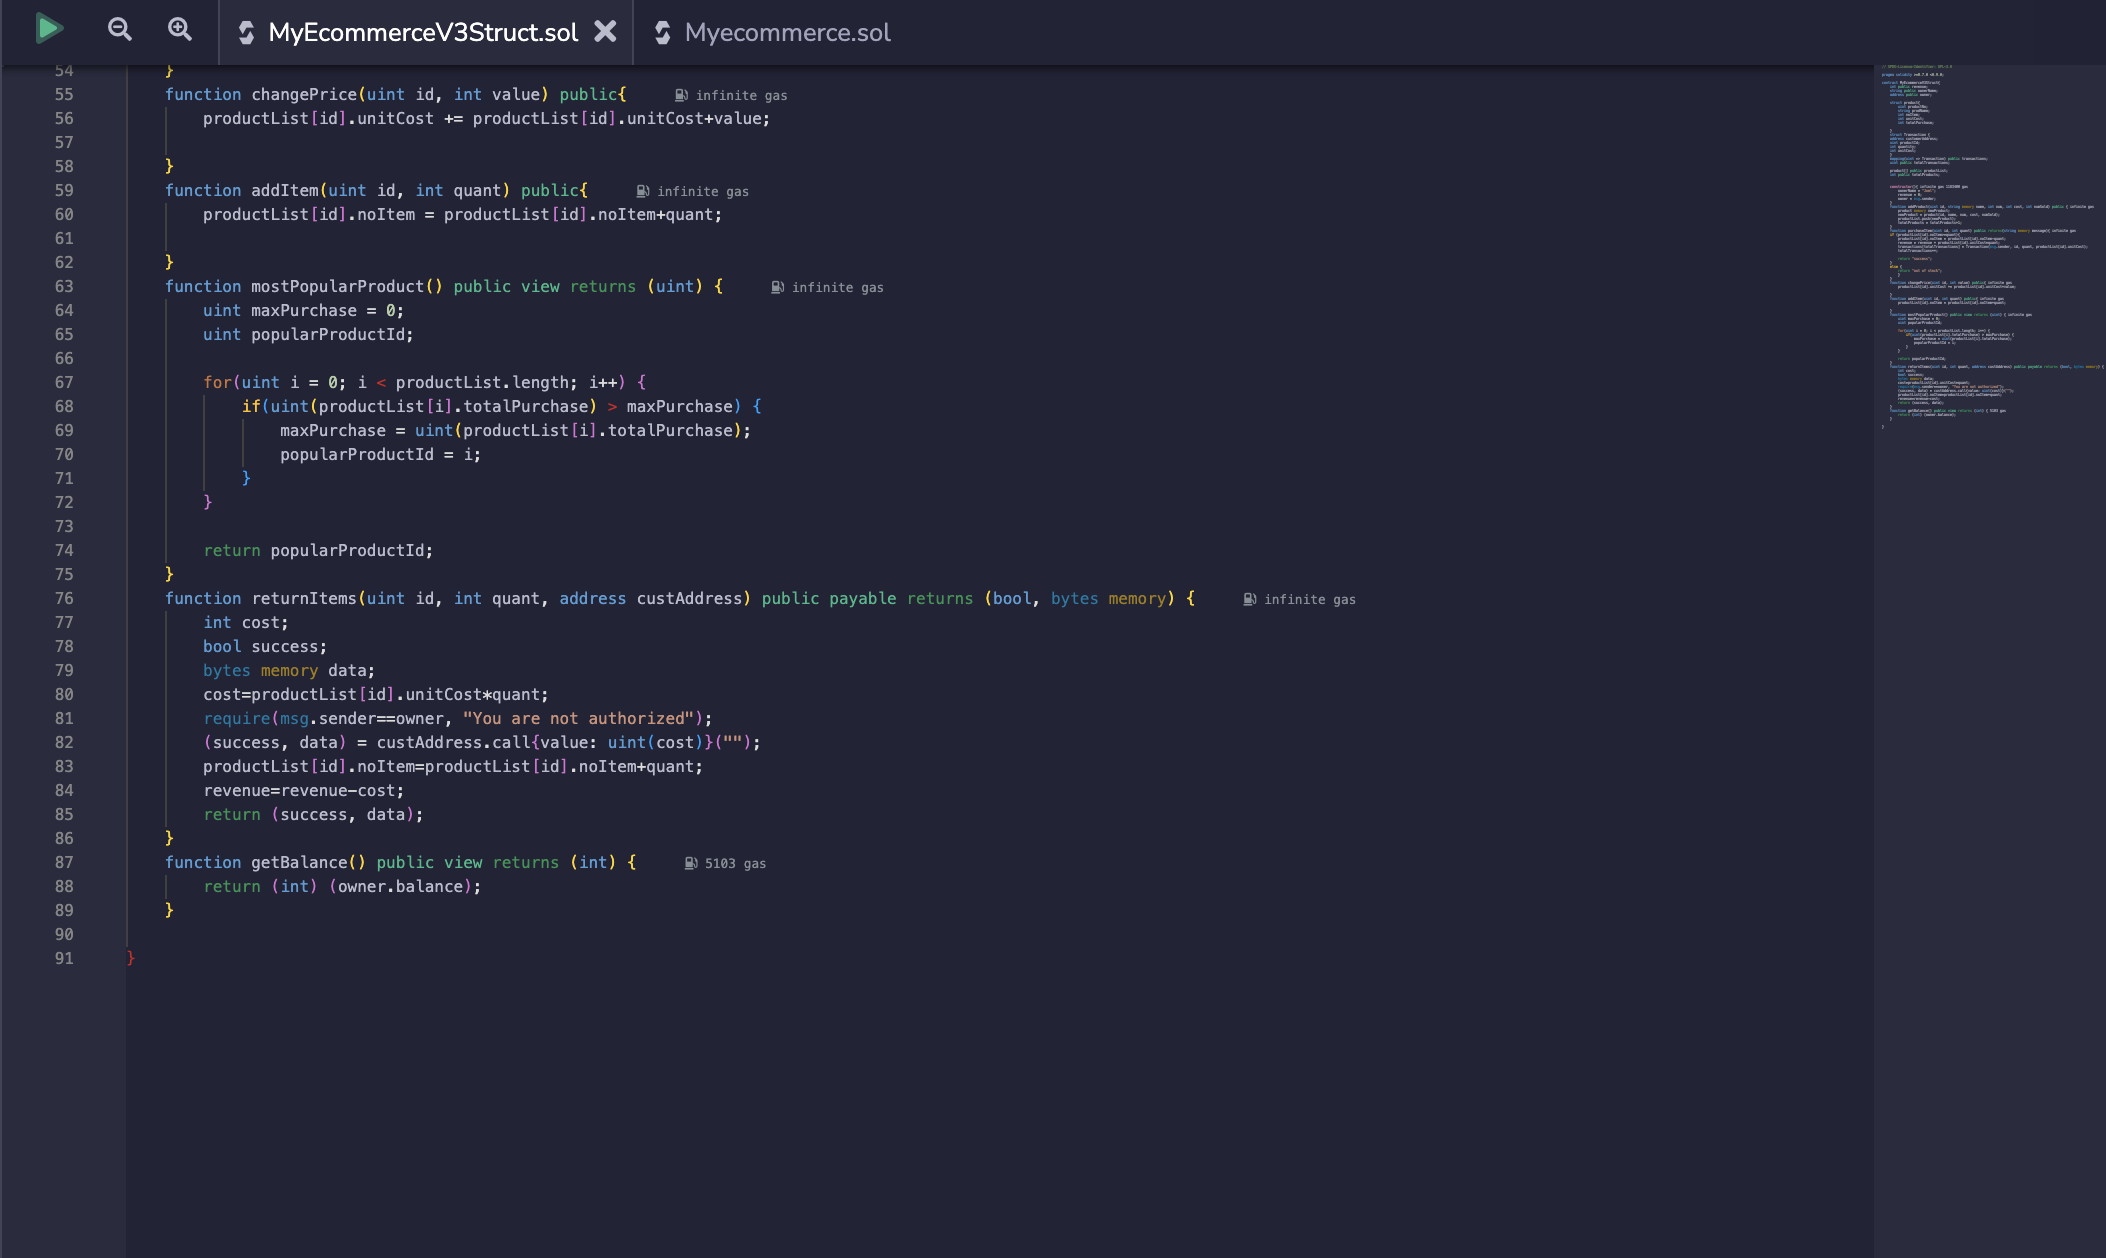 MyEcommerceV3Struct.sol
Myecommerce.sol
54 }
55 function changePrice(uint id, int value) public{ infinite gas
56 productList[id].unitCost += productList[id].unitCost+value;
57
58 }
59 function addItem(uint id, int quant) public{ infinite gas
60 productList[id].noItem = productList[id].noItem+quant;
61
62 }
63 function mostPopularProduct() public view returns (uint) { infinite gas
64 uint maxPurchase = 0;
65 uint popularProductId;
66
67 for(uint i = 0; i < productList.length; i++) {
68 if(uint(productList[i].totalPurchase) > maxPurchase) {
69 maxPurchase = uint(productList[i].totalPurchase);
70 popularProductId = i;
71 }
72 }
73
74 return popularProductId;
75 }
76 function returnItems(uint id, int quant, address custAddress) public payable returns (bool, bytes memory) { infinite gas
77 int cost;
78 bool success;
79 bytes memory data;
80 cost=productList[id].unitCost*quant;
81 require(msg.sender==owner, "You are not authorized");
82 (success, data) = custAddress.call{value: uint(cost)}("");
83 productList[id].noItem=productList[id].noItem+quant;
84 revenue=revenue-cost;
85 return (success, data);
86 }
87 function getBalance() public view returns (int) { 5103 gas
88 return (int) (owner.balance);
89 }
90
91 }